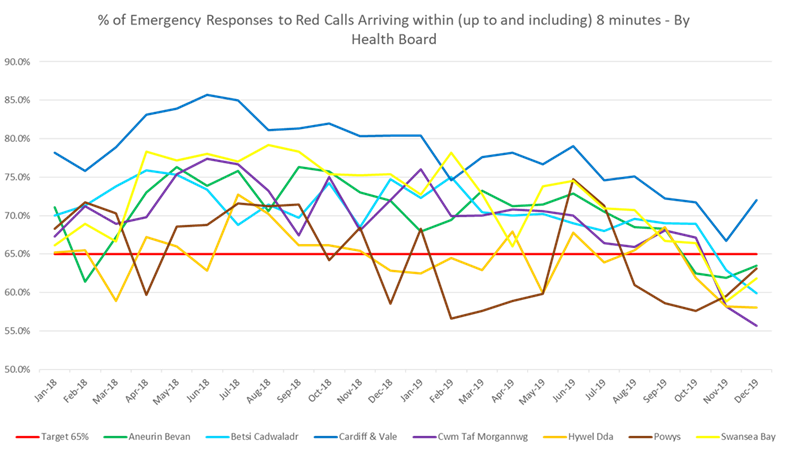 % of Emergency Responses to Red Calls Arriving within (up to and including) 8 minutes - By
Health Board
90.0%
85.0%
80.0%
75.0%
70.0%
65.0%
60.0%
55.0%
50.0%
Jan-18 Feb-18 Mar-18 Apr-18 May-18 Jun-18 Jul-18 Aug-18 Sep-18 Oct-18 Nov-18 Dec-18 Jan-19 Feb-19 Mar-19 Apr-19 May-19 Jun-19 Jul-19 Aug-19 Sep-19 Oct-19 Nov-19 Dec-19
Target 65% Aneurin Bevan Betsi Cadwaladr Cardiff & Vale Cwm Taf Morgannwg Hywel Dda Powys Swansea Bay